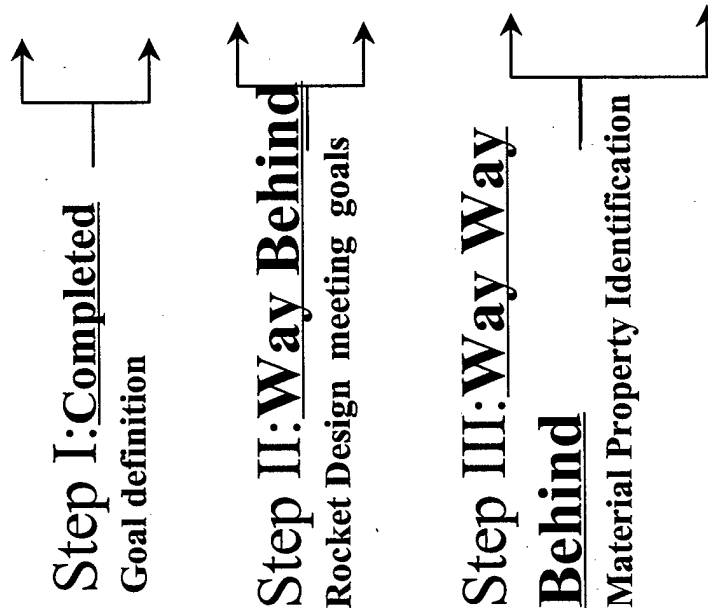 Step I:Completed
Goal definition
Step II:Way Behind
Rocket Design meeting goals
Step III:Way Way
Behind
Material Property Identification